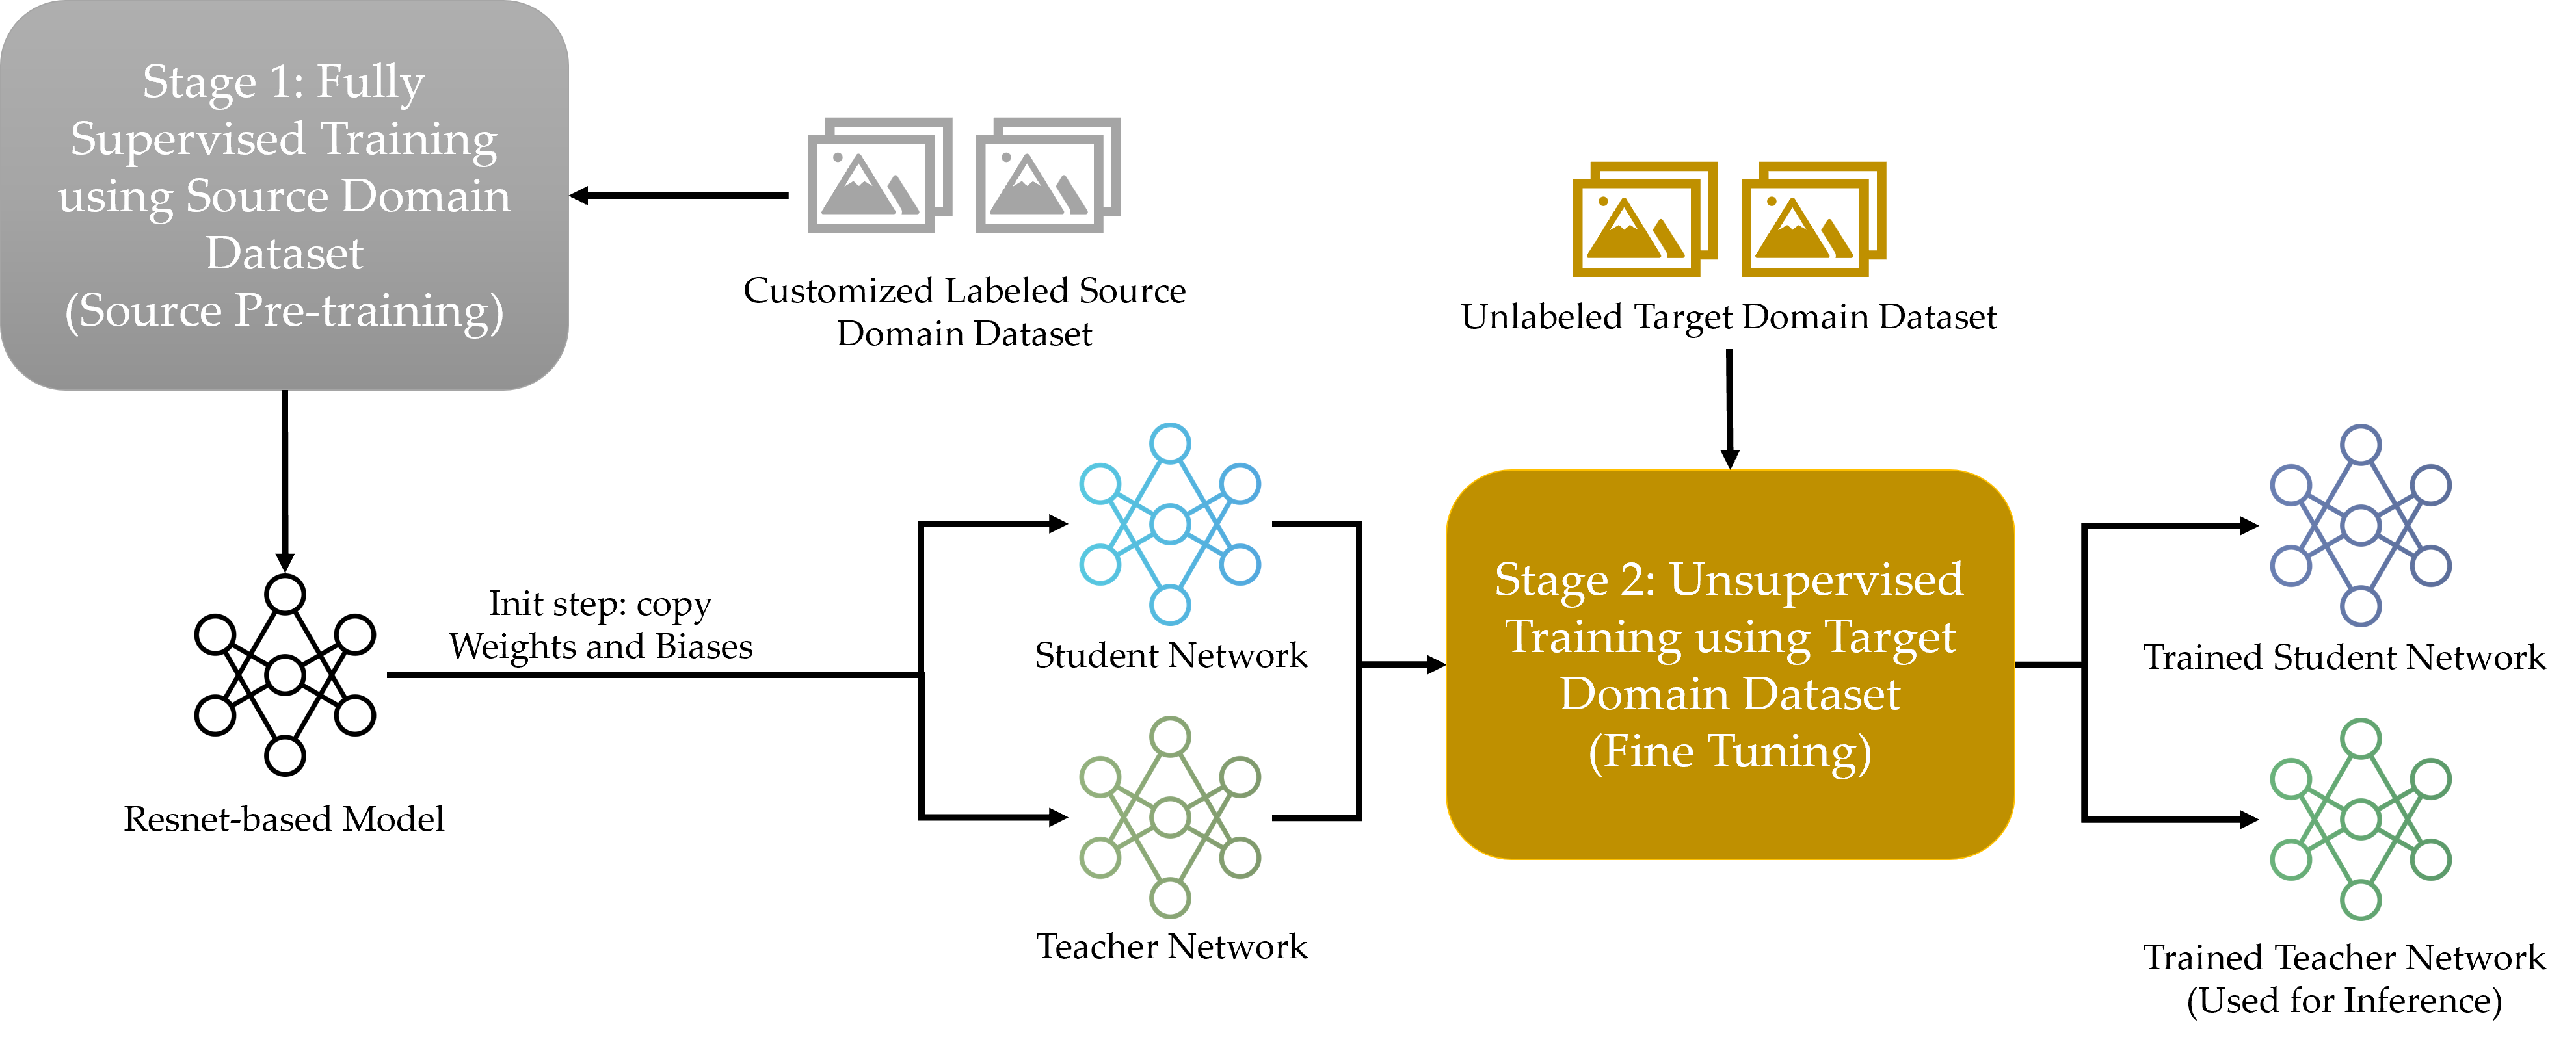 Stage 1: Fully
Supervised Training
using Source Domain
Dataset
(Source Pre-training)
Customized Labeled Source
Domain Dataset
Unlabeled Target Domain Dataset
Init step: copy
Weights and Biases
Resnet-based Model
Student Network
Teacher Network
Stage 2: Unsupervised
Training using Target
Domain Dataset
(Fine Tuning)
Trained Student Network
Trained Teacher Network
(Used for Inference)